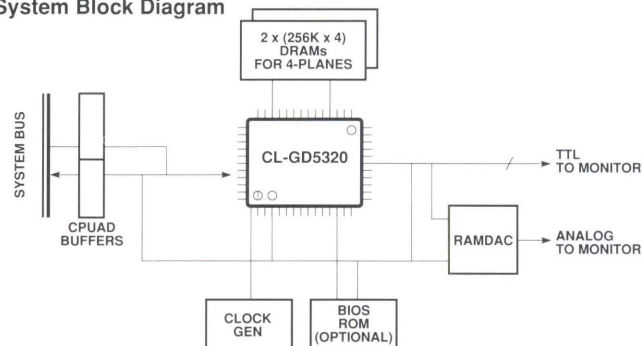 System Block Diagram
2 x (256K x 4)
DRAMs
FOR 4-PLANES
SYSTEM BUS
CL-GD5320
TTL
TO MONITOR
CPUAD
BUFFERS
RAMDAC
ANALOG
TO MONITOR
CLOCK
GEN
BIOS
ROM
(OPTIONAL)